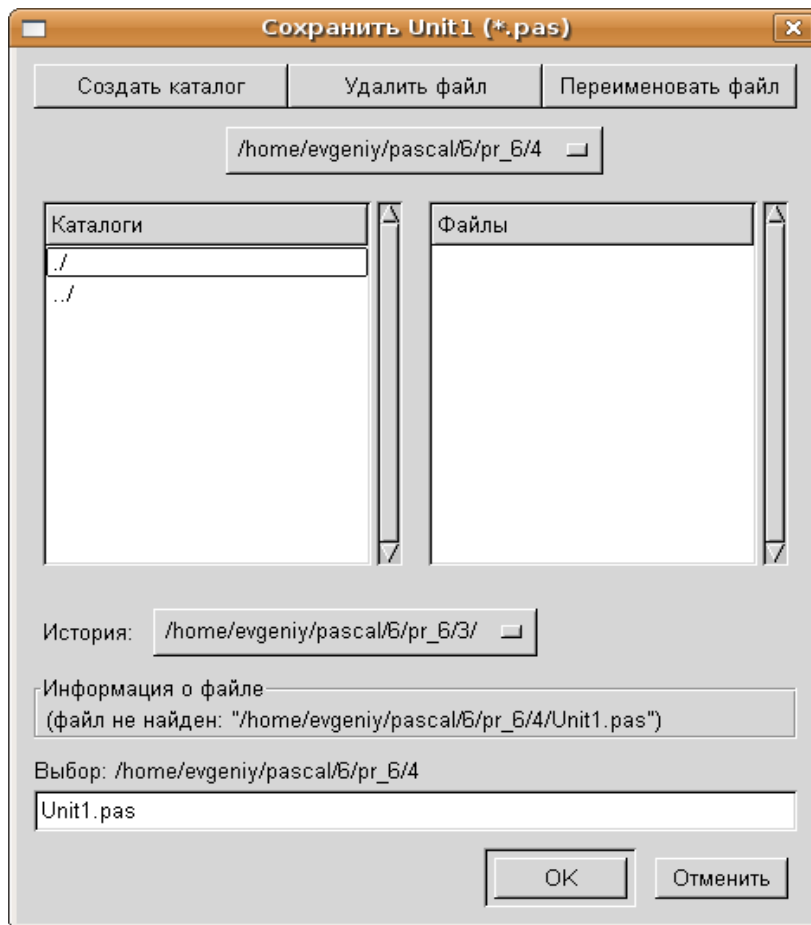 Сохранить Unit1 (*.pas)
Создать каталог Удалить файл Переименовать файл
/home/evgeniy/pascal/6/pr_6/4
Каталоги Файлы
./
../
История: /home/evgeniy/pascal/6/pr_6/3/
Информация о файле
(файл не найден: "/home/evgeniy/pascal/6/pr_6/4/Unit1.pas")
Выбор: /home/evgeniy/pascal/6/pr_6/4
Unit1.pas
OK Отменить